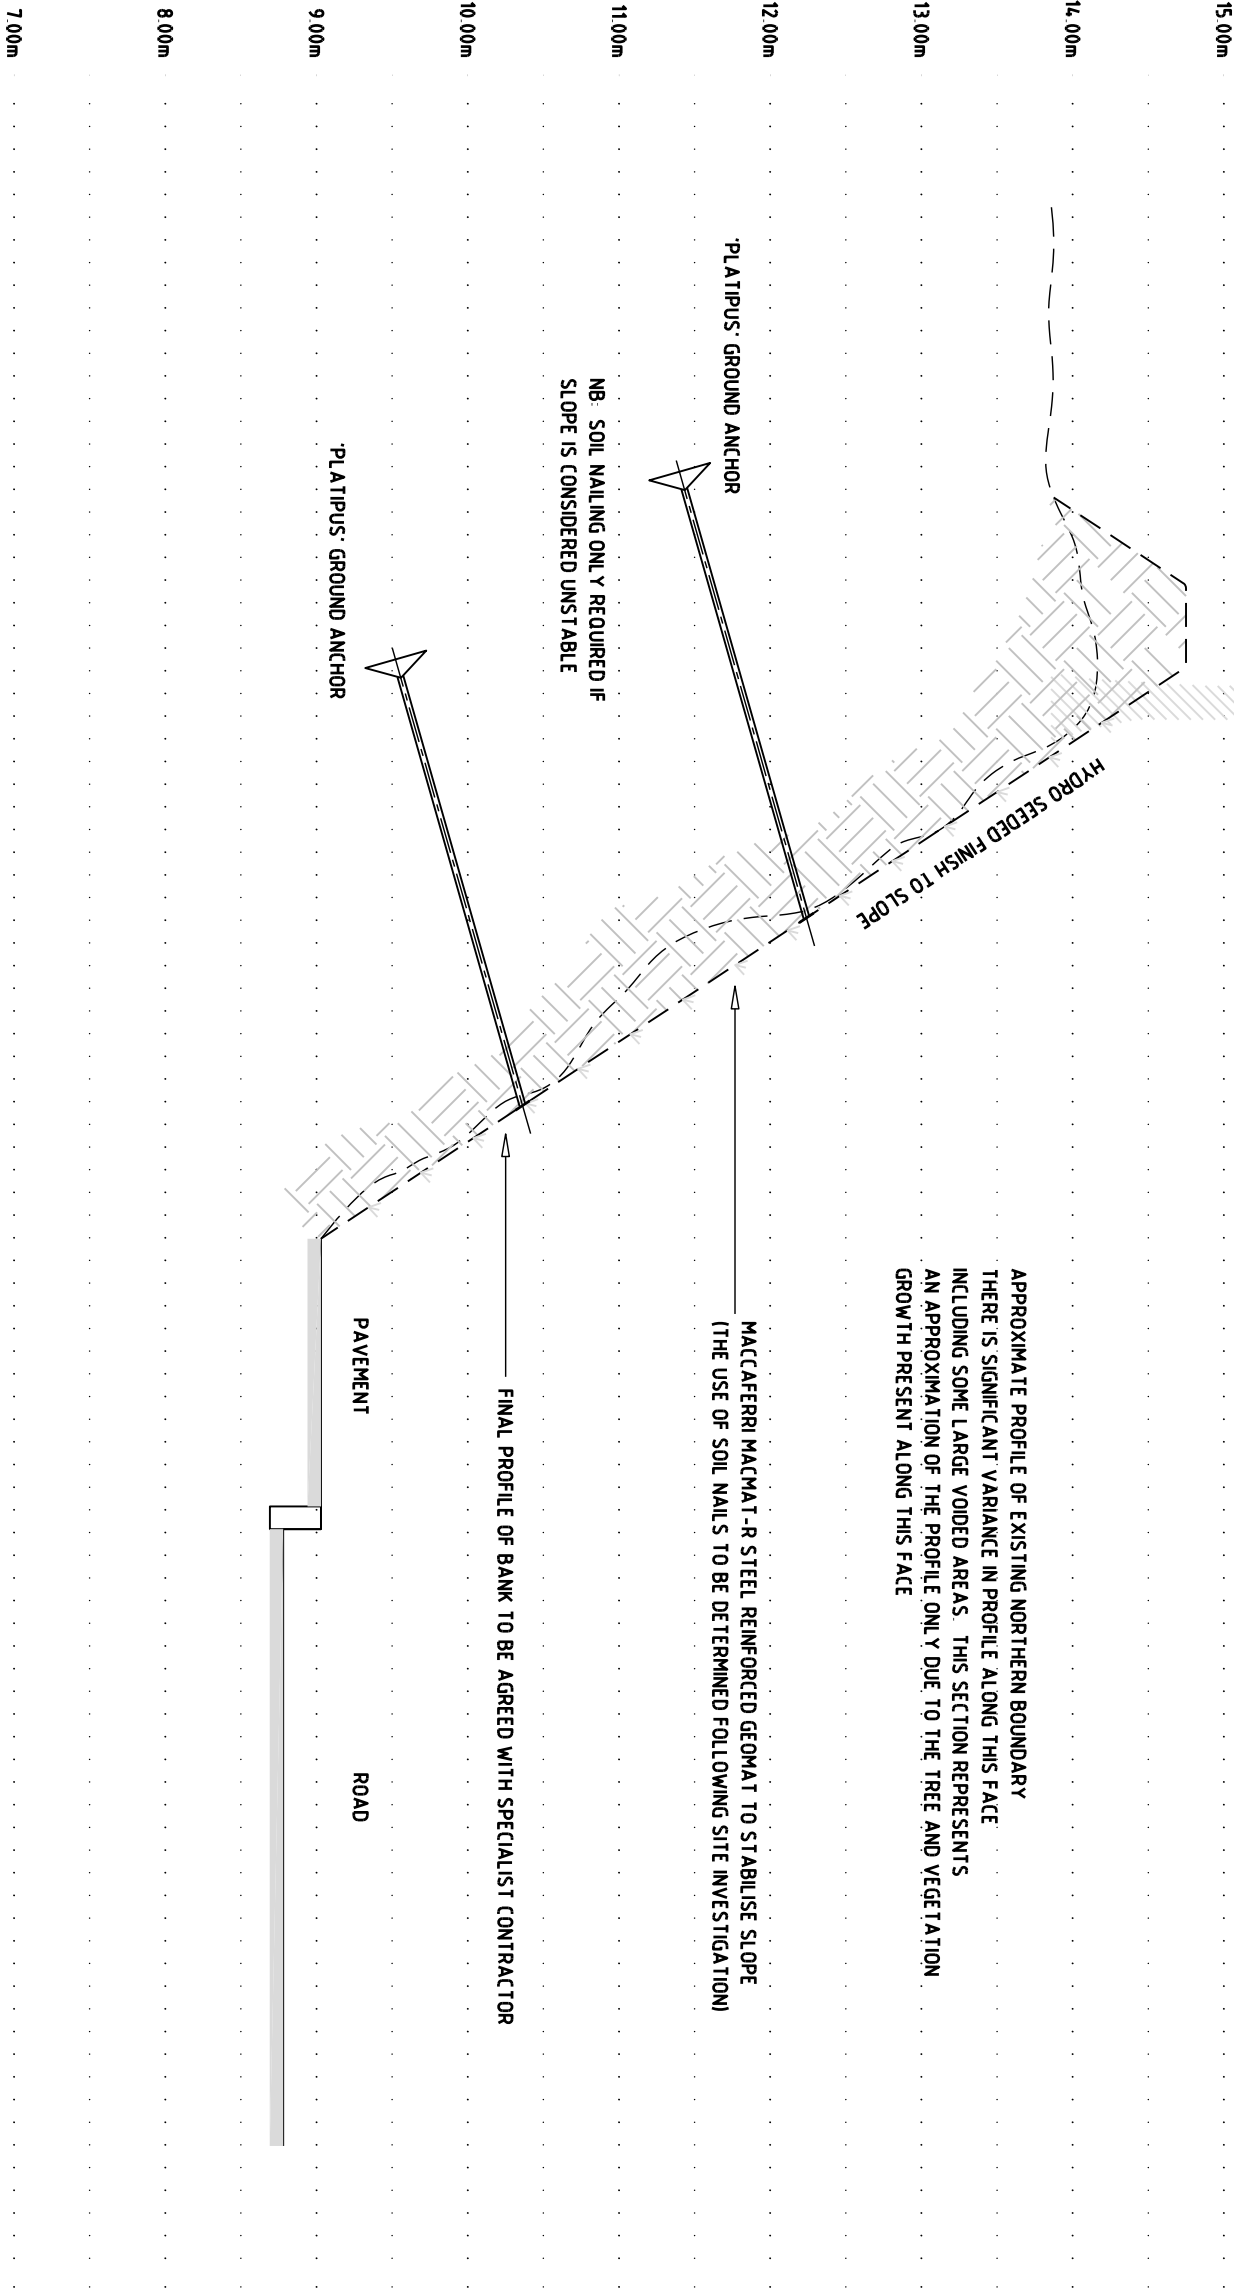 15.00m
14.00m
13.00m
12.00m
11.00m
10.00m
9.00m
8.00m
7.00m
HYDRO SEEDED FINISH TO SLOPE
'PLATIPUS' GROUND ANCHOR
NB: SOIL NAILING ONLY REQUIRED IF
SLOPE IS CONSIDERED UNSTABLE
'PLATIPUS' GROUND ANCHOR
APPROXIMATE PROFILE OF EXISTING NORTHERN BOUNDARY
THERE IS SIGNIFICANT VARIANCE IN PROFILE ALONG THIS FACE
INCLUDING SOME LARGE VOIDED AREAS. THIS SECTION REPRESENTS
AN APPROXIMATION OF THE PROFILE ONLY DUE TO THE TREE AND VEGETATION
GROWTH PRESENT ALONG THIS FACE
MACCAFERRI MACMAT-R STEEL REINFORCED GEOMAT TO STABILISE SLOPE
(THE USE OF SOIL NAILS TO BE DETERMINED FOLLOWING SITE INVESTIGATION)
FINAL PROFILE OF BANK TO BE AGREED WITH SPECIALIST CONTRACTOR
PAVEMENT
ROAD